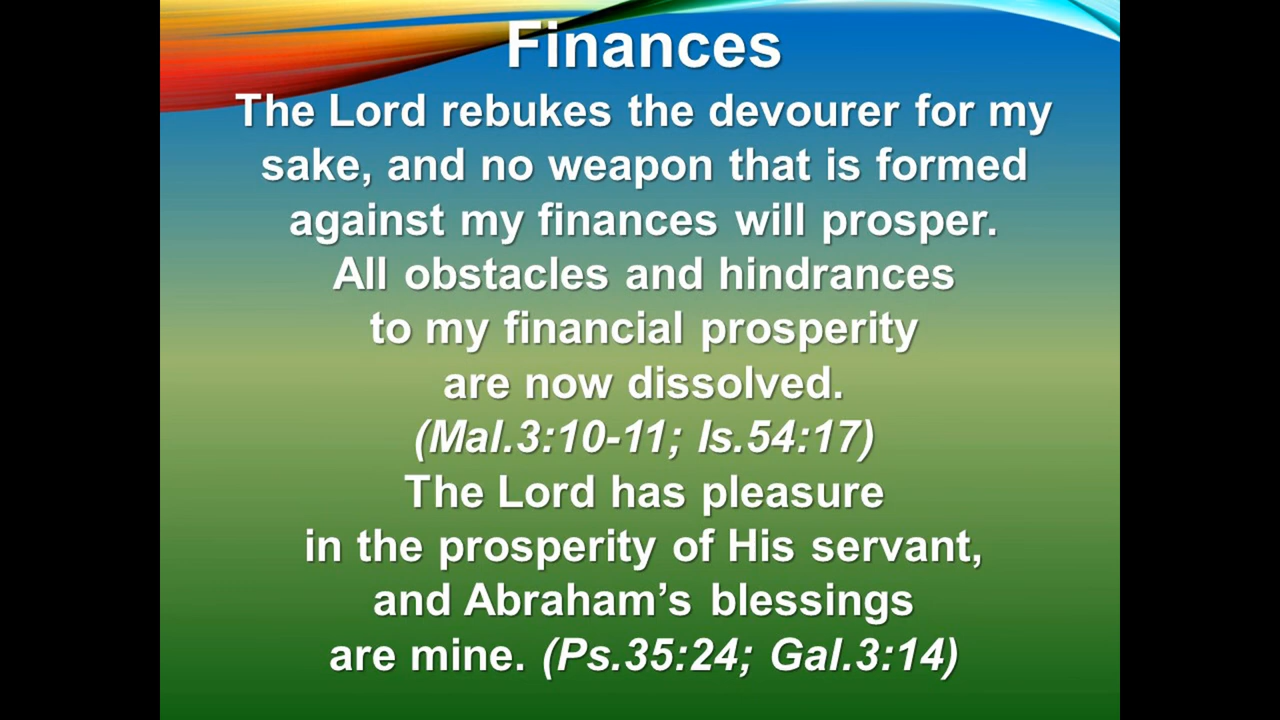 Finances
The Lord rebukes the devourer for my
sake, and no weapon that is formed
against my finances will prosper.
All obstacles and hindrances
to my financial prosperity
are now dissolved.
(Mal.3:10-11; Is.54:17)
The Lord has pleasure
in the prosperity of His servant,
and Abraham’s blessings
are mine. (Ps.35:24; Gal.3:14)